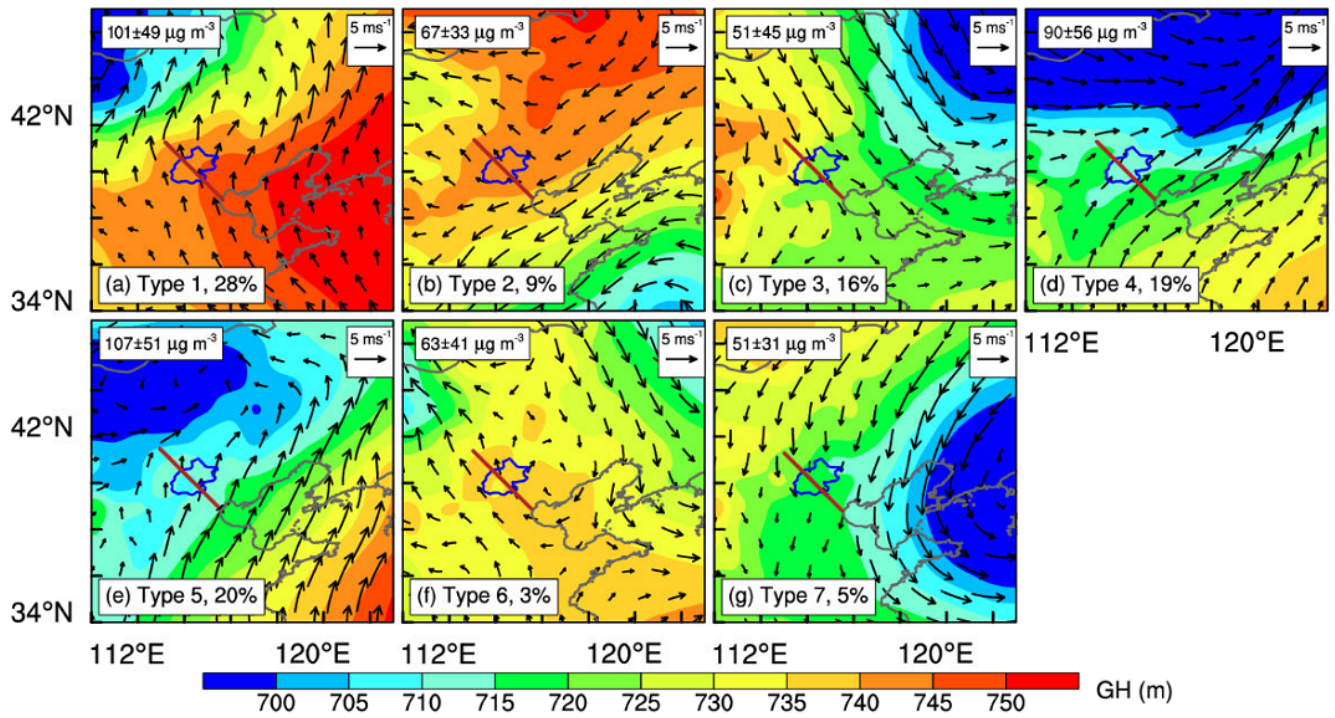 101±49 µg m⁻³
5 ms⁻¹
67±33 µg m⁻³
5 ms⁻¹
51±45 µg m⁻³
5 ms⁻¹
90±56 µg m⁻³
5 ms⁻¹
42°N
34°N
(a) Type 1, 28%
(b) Type 2, 9%
(c) Type 3, 16%
(d) Type 4, 19%
112°E
120°E
107±51 µg m⁻³
5 ms⁻¹
63±41 µg m⁻³
5 ms⁻¹
51±31 µg m⁻³
5 ms⁻¹
42°N
34°N
(e) Type 5, 20%
(f) Type 6, 3%
(g) Type 7, 5%
112°E
120°E
112°E
120°E
112°E
120°E
700 705 710 715 720 725 730 735 740 745 750
GH (m)